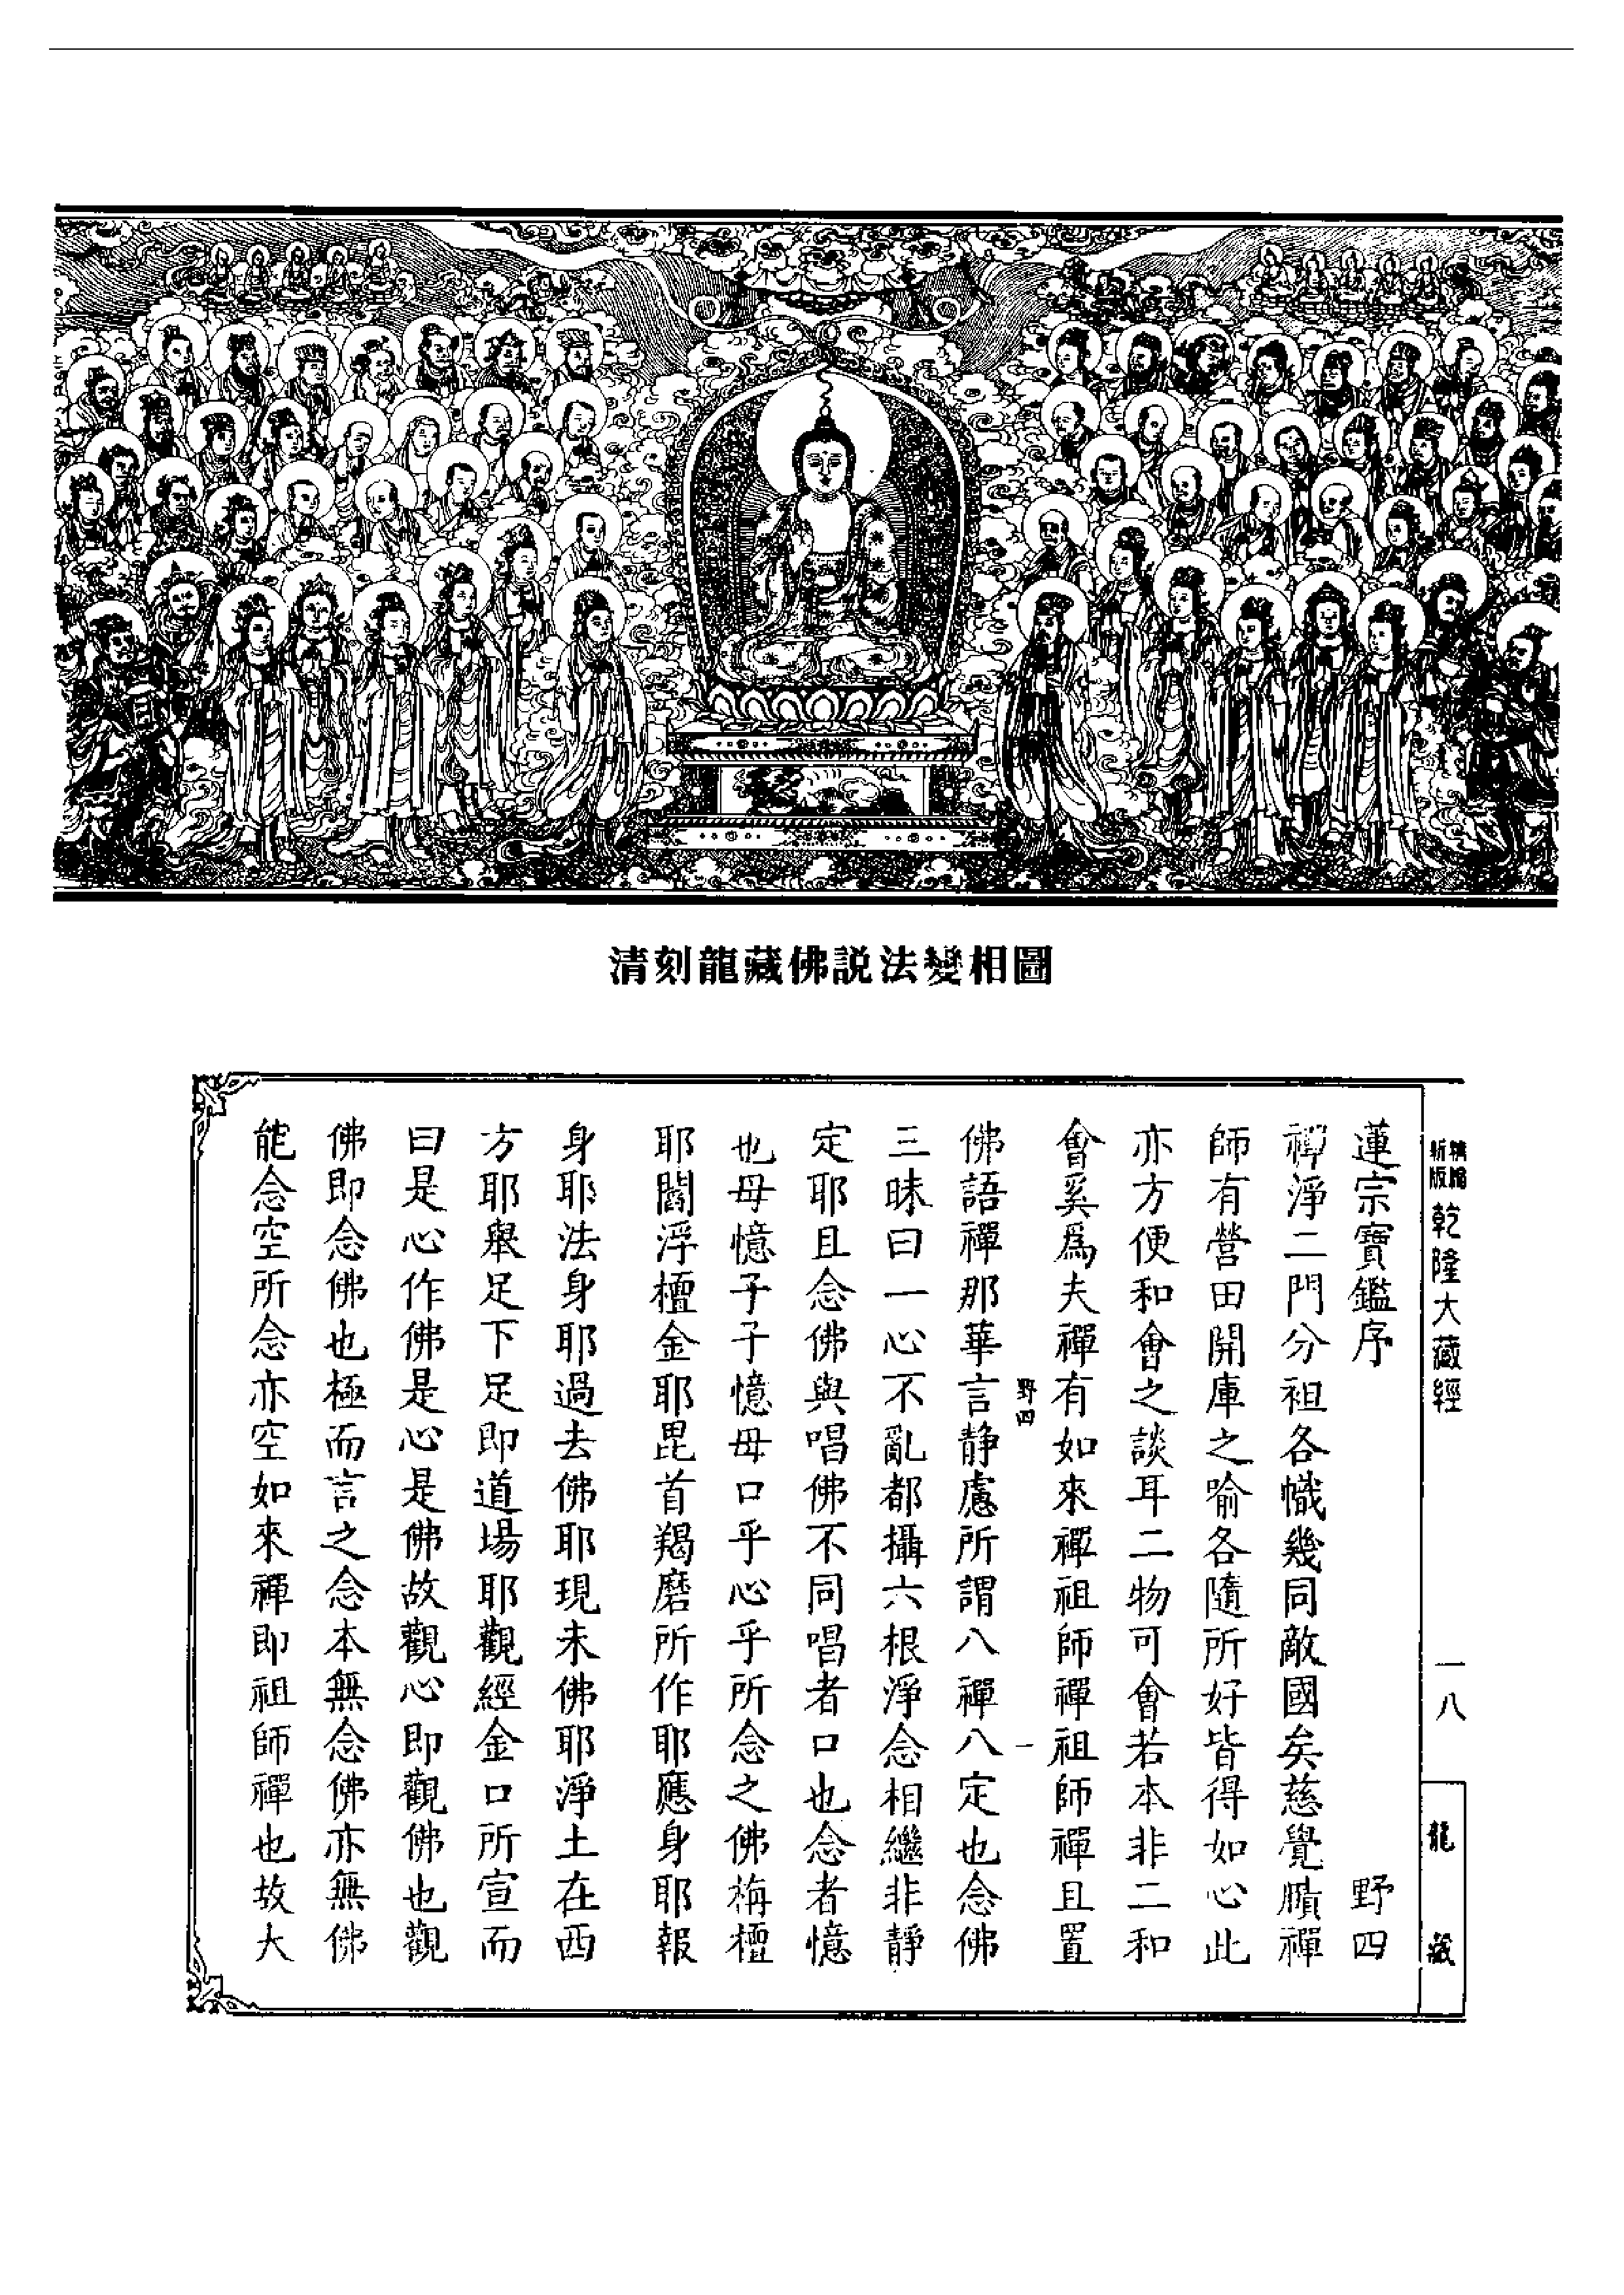 清刻龍藏佛説法變相圖
新版
精縮
乾隆大藏經
一八
龍藏
蓮宗寶鑑序 野四
禪淨二門分袒各幟幾同敵國矣慈覺賾禪
師有營田開庫之喻各隨所好皆得如心此
亦方便和會之談耳二物可會若本非二和
會奚爲夫禪有如來禪祖師禪祖師禪且置
野四 一
佛語禪那華言靜慮所謂八禪八定也念佛
三昧曰一心不亂都攝六根淨念相繼非靜
定耶且念佛與唱佛不同唱者口也念者憶
也母憶子子憶母口乎心乎所念之佛栴檀
耶閻浮檀金耶毘首羯磨所作耶應身耶報
身耶法身耶過去佛耶現未佛耶淨土在西
方耶舉足下足即道場耶觀經金口所宣而
曰是心作佛是心是佛故觀心即觀佛也觀
佛即念佛也極而言之念本無念佛亦無佛
能念空所念亦空如來禪即祖師禪也故大